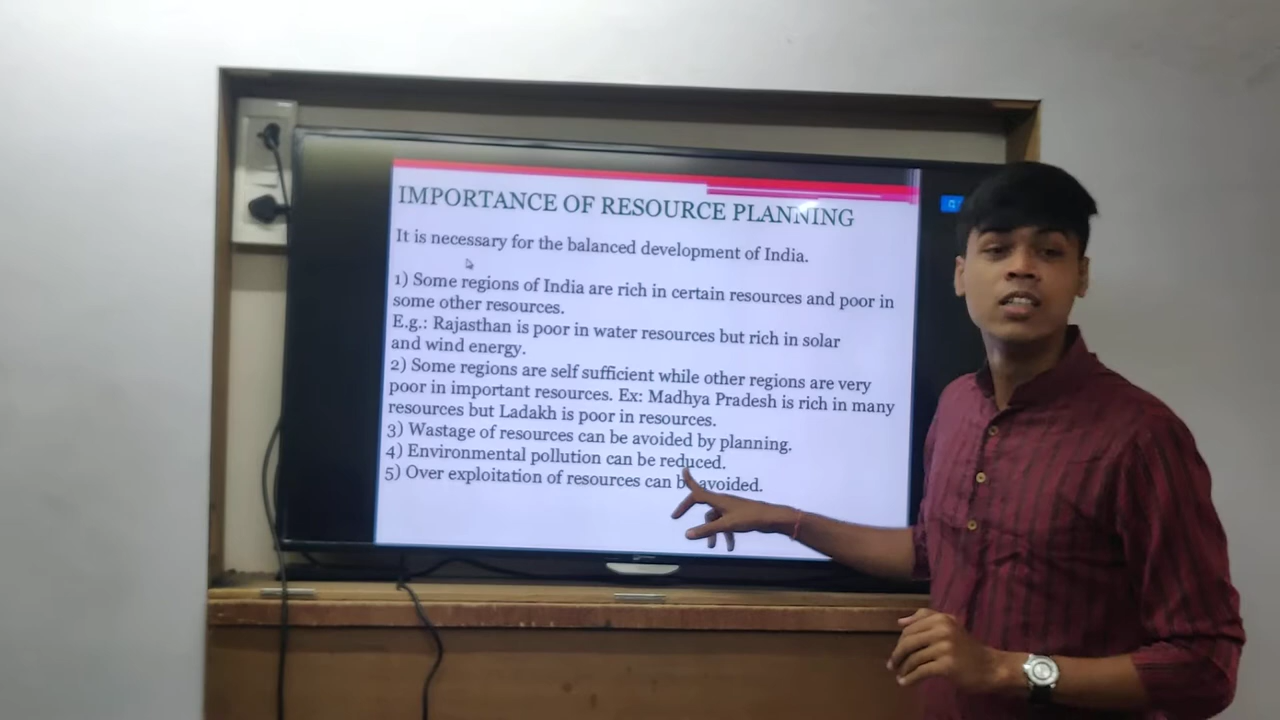 IMPORTANCE OF RESOURCE PLANNING
It is necessary for the balanced development of India.
1) Some regions of India are rich in certain resources and poor in
some other resources.
E.g.: Rajasthan is poor in water resources but rich in solar
and wind energy.
2) Some regions are self sufficient while other regions are very
poor in important resources. Ex: Madhya Pradesh is rich in many
resources but Ladakh is poor in resources.
3) Wastage of resources can be avoided by planning.
4) Environmental pollution can be reduced.
5) Over exploitation of resources can be avoided.